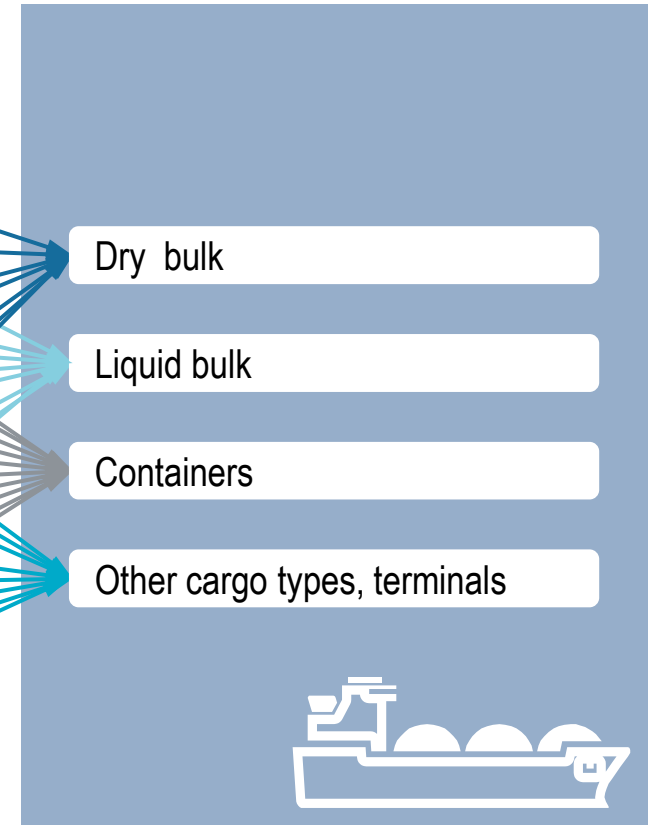 Dry bulk
Liquid bulk
Containers
Other cargo types, terminals